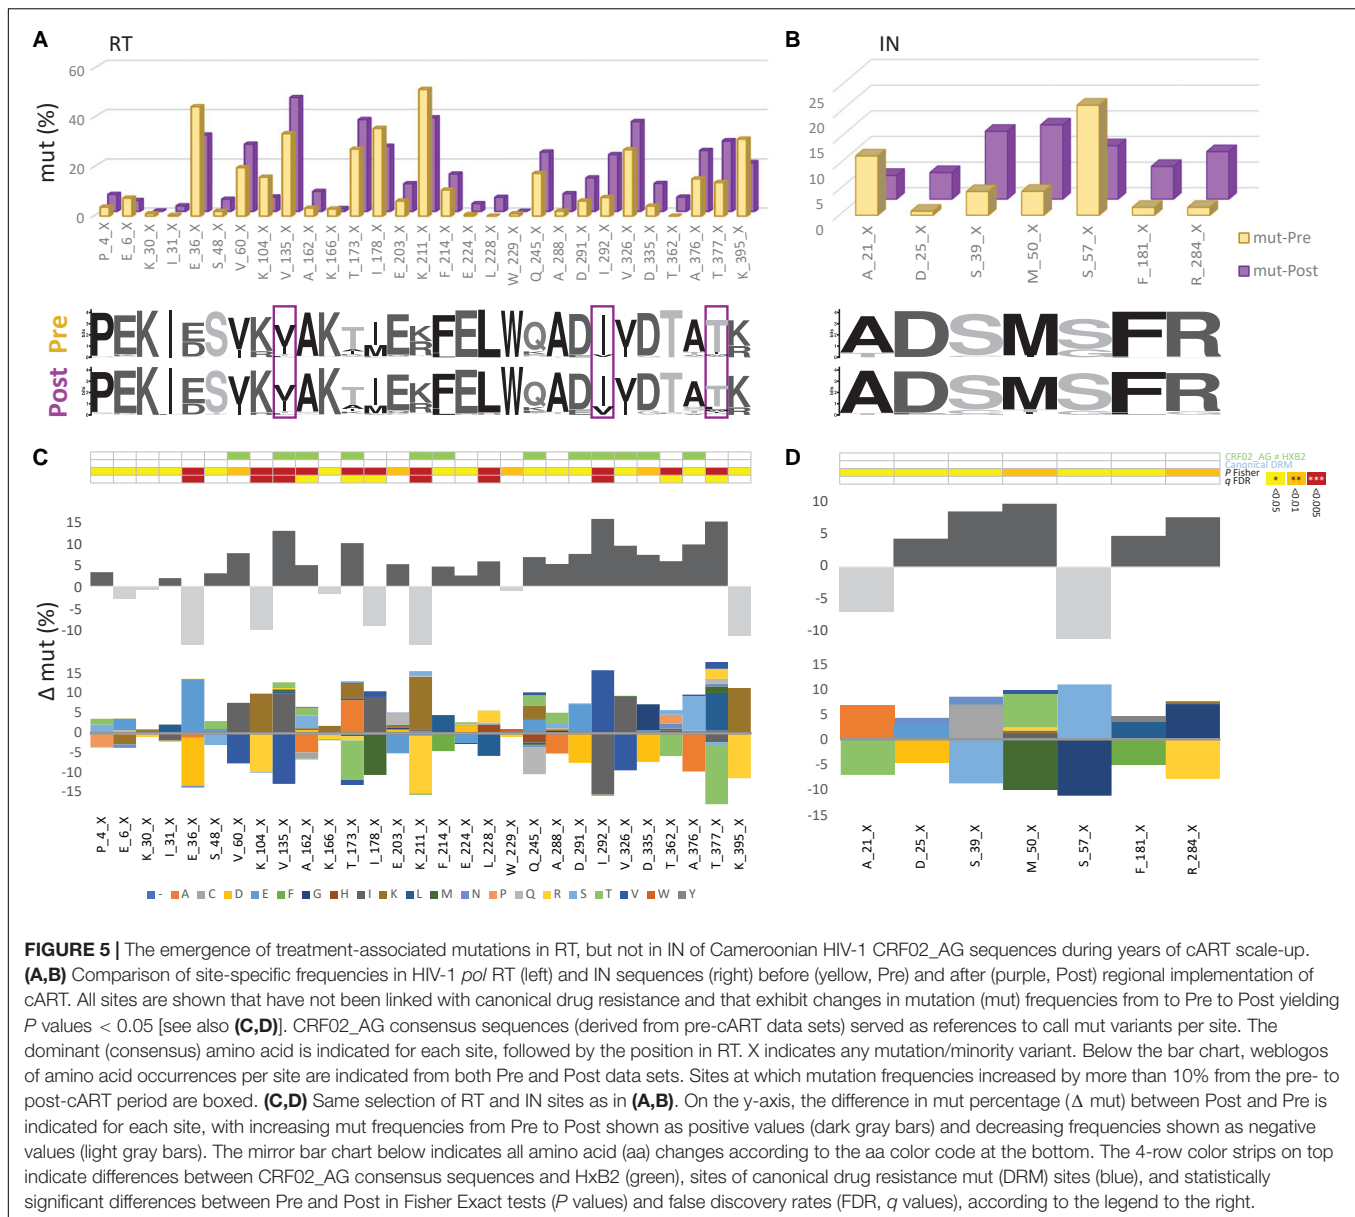 A RT
B IN
mut (%)
60
40
20
0
25
20
15
10
5
0
P_4_X E_6_X K_30_X I_31_X E_36_X S_48_X V_60_X K_104_X V_135_X A_162_X K_166_X T_173_X I_178_X E_203_X K_211_X F_214_X E_224_X L_228_X W_229_X Q_245_X A_288_X D_291_X I_292_X V_326_X D_335_X T_362_X A_376_X T_377_X K_395_X
A_21_X D_25_X S_39_X M_50_X S_57_X F_181_X R_284_X
mut-Pre
mut-Post
Pre
Post
C
D
CRF02_AG ≠ HXB2
Canonical DRM
P Fisher
q FDR
* ** ***
<0.05 <0.01 <0.005
Δ mut (%)
15
10
5
0
-5
-10
15
10
5
0
-5
-10
-15
10
5
0
-5
-10
15
10
5
0
-5
-10
-15
P_4_X E_6_X K_30_X I_31_X E_36_X S_48_X V_60_X K_104_X V_135_X A_162_X K_166_X T_173_X I_178_X E_203_X K_211_X F_214_X E_224_X L_228_X W_229_X Q_245_X A_288_X D_291_X I_292_X V_326_X D_335_X T_362_X A_376_X T_377_X K_395_X
A_21_X D_25_X S_39_X M_50_X S_57_X F_181_X R_284_X
- A C D E F G H I K L M N P Q R S T V W Y
FIGURE 5 | The emergence of treatment-associated mutations in RT, but not in IN of Cameroonian HIV-1 CRF02_AG sequences during years of cART scale-up.
(A,B) Comparison of site-specific frequencies in HIV-1 pol RT (left) and IN sequences (right) before (yellow, Pre) and after (purple, Post) regional implementation of
cART. All sites are shown that have not been linked with canonical drug resistance and that exhibit changes in mutation (mut) frequencies from to Pre to Post yielding
P values < 0.05 [see also (C,D)]. CRF02_AG consensus sequences (derived from pre-cART data sets) served as references to call mut variants per site. The
dominant (consensus) amino acid is indicated for each site, followed by the position in RT. X indicates any mutation/minority variant. Below the bar chart, weblogos
of amino acid occurrences per site are indicated from both Pre and Post data sets. Sites at which mutation frequencies increased by more than 10% from the pre- to
post-cART period are boxed. (C,D) Same selection of RT and IN sites as in (A,B). On the y-axis, the difference in mut percentage (Δ mut) between Post and Pre is
indicated for each site, with increasing mut frequencies from Pre to Post shown as positive values (dark gray bars) and decreasing frequencies shown as negative
values (light gray bars). The mirror bar chart below indicates all amino acid (aa) changes according to the aa color code at the bottom. The 4-row color strips on top
indicate differences between CRF02_AG consensus sequences and HxB2 (green), sites of canonical drug resistance mut (DRM) sites (blue), and statistically
significant differences between Pre and Post in Fisher Exact tests (P values) and false discovery rates (FDR, q values), according to the legend to the right.